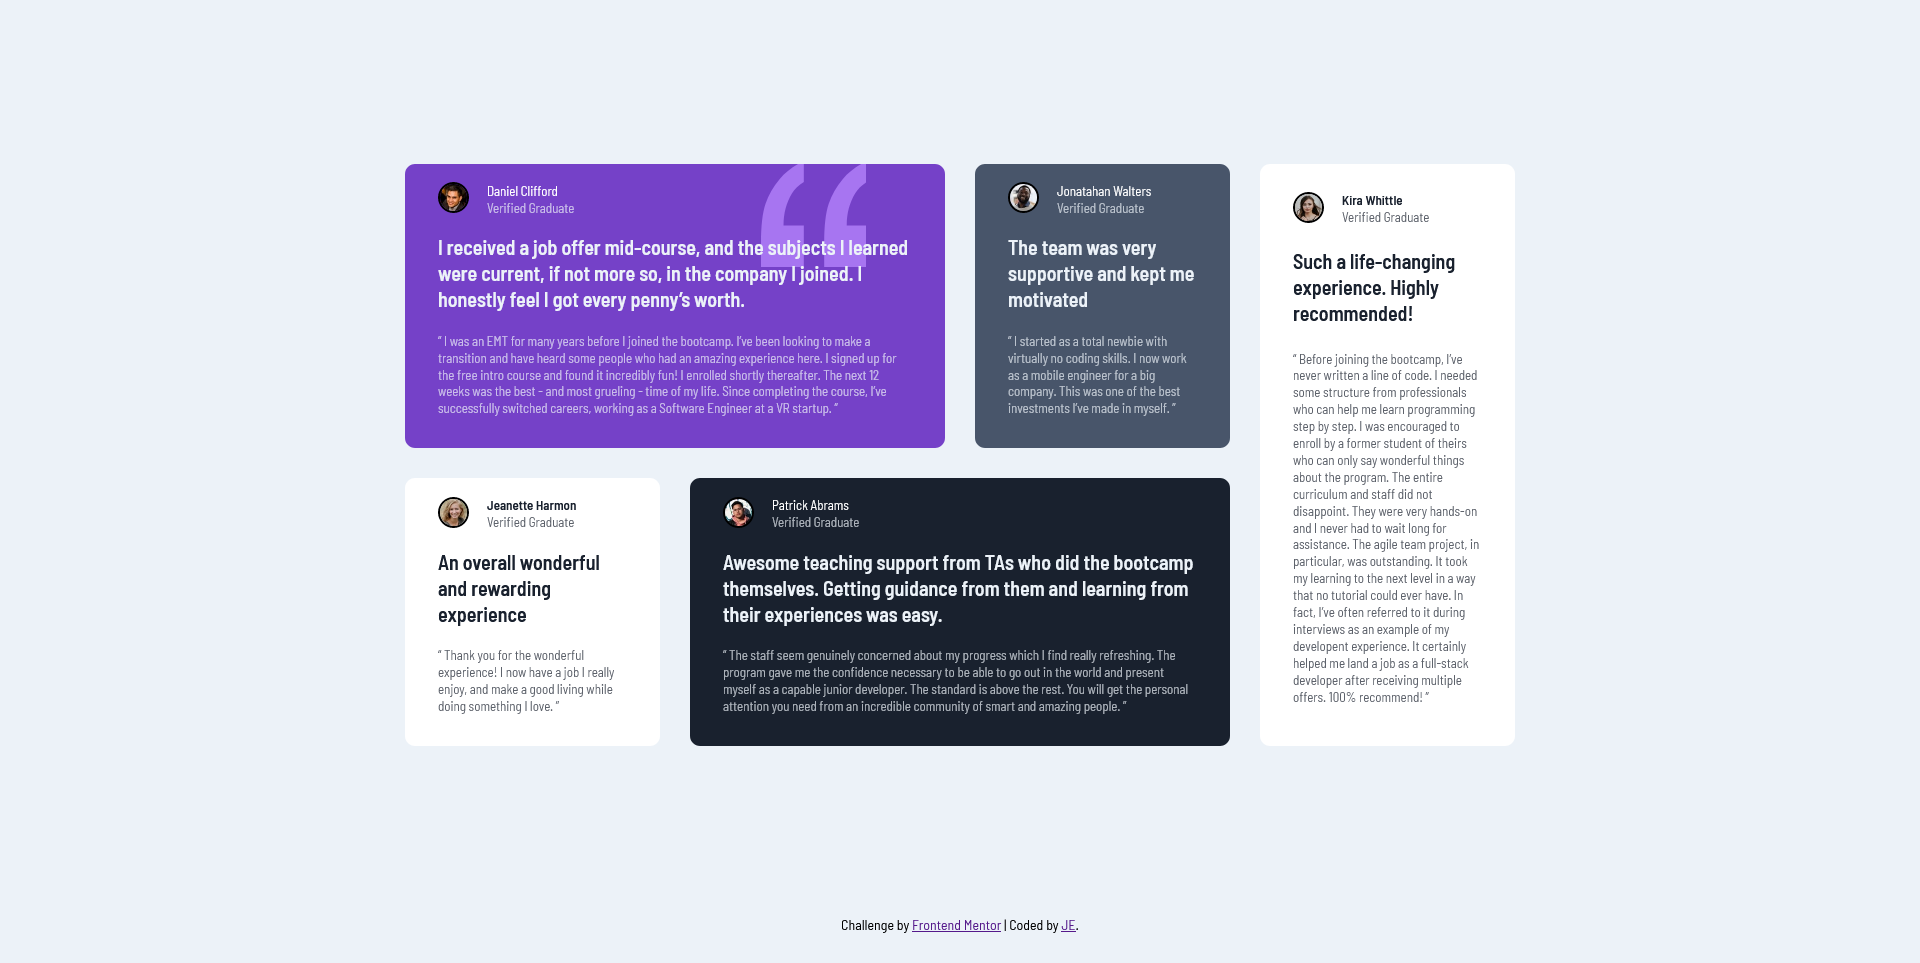 Daniel Clifford
Verified Graduate
I received a job offer mid-course, and the subjects I learned
were current, if not more so, in the company I joined. I
honestly feel I got every penny’s worth.
“ I was an EMT for many years before I joined the bootcamp. I’ve been looking to make a
transition and have heard some people who had an amazing experience here. I signed up for
the free intro course and found it incredibly fun! I enrolled shortly thereafter. The next 12
weeks was the best - and most grueling - time of my life. Since completing the course, I’ve
successfully switched careers, working as a Software Engineer at a VR startup. ”
Jonatahan Walters
Verified Graduate
The team was very
supportive and kept me
motivated
“ I started as a total newbie with
virtually no coding skills. I now work
as a mobile engineer for a big
company. This was one of the best
investments I’ve made in myself. ”
Kira Whittle
Verified Graduate
Such a life-changing
experience. Highly
recommended!
“ Before joining the bootcamp, I’ve
never written a line of code. I needed
some structure from professionals
who can help me learn programming
step by step. I was encouraged to
enroll by a former student of theirs
who can only say wonderful things
about the program. The entire
curriculum and staff did not
disappoint. They were very hands-on
and I never had to wait long for
assistance. The agile team project, in
particular, was outstanding. It took
my learning to the next level in a way
that no tutorial could ever have. In
fact, I’ve often referred to it during
interviews as an example of my
developent experience. It certainly
helped me land a job as a full-stack
developer after receiving multiple
offers. 100% recommend! ”
Jeanette Harmon
Verified Graduate
An overall wonderful
and rewarding
experience
“ Thank you for the wonderful
experience! I now have a job I really
enjoy, and make a good living while
doing something I love. ”
Patrick Abrams
Verified Graduate
Awesome teaching support from TAs who did the bootcamp
themselves. Getting guidance from them and learning from
their experiences was easy.
“ The staff seem genuinely concerned about my progress which I find really refreshing. The
program gave me the confidence necessary to be able to go out in the world and present
myself as a capable junior developer. The standard is above the rest. You will get the personal
attention you need from an incredible community of smart and amazing people. ”
Challenge by Frontend Mentor | Coded by JE.